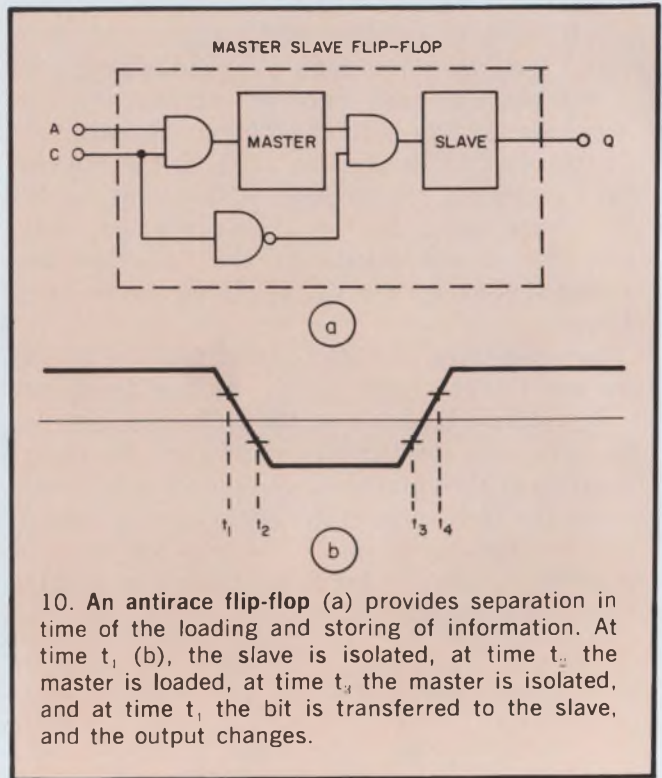 MASTER SLAVE FLIP-FLOP
A
C
MASTER
SLAVE
Q
a
t₁ t₂ t₃ t₄
b
10. An antirace flip-flop (a) provides separation in
time of the loading and storing of information. At
time t₁ (b), the slave is isolated, at time t₂ the
master is loaded, at time t₃ the master is isolated,
and at time t₁ the bit is transferred to the slave,
and the output changes.